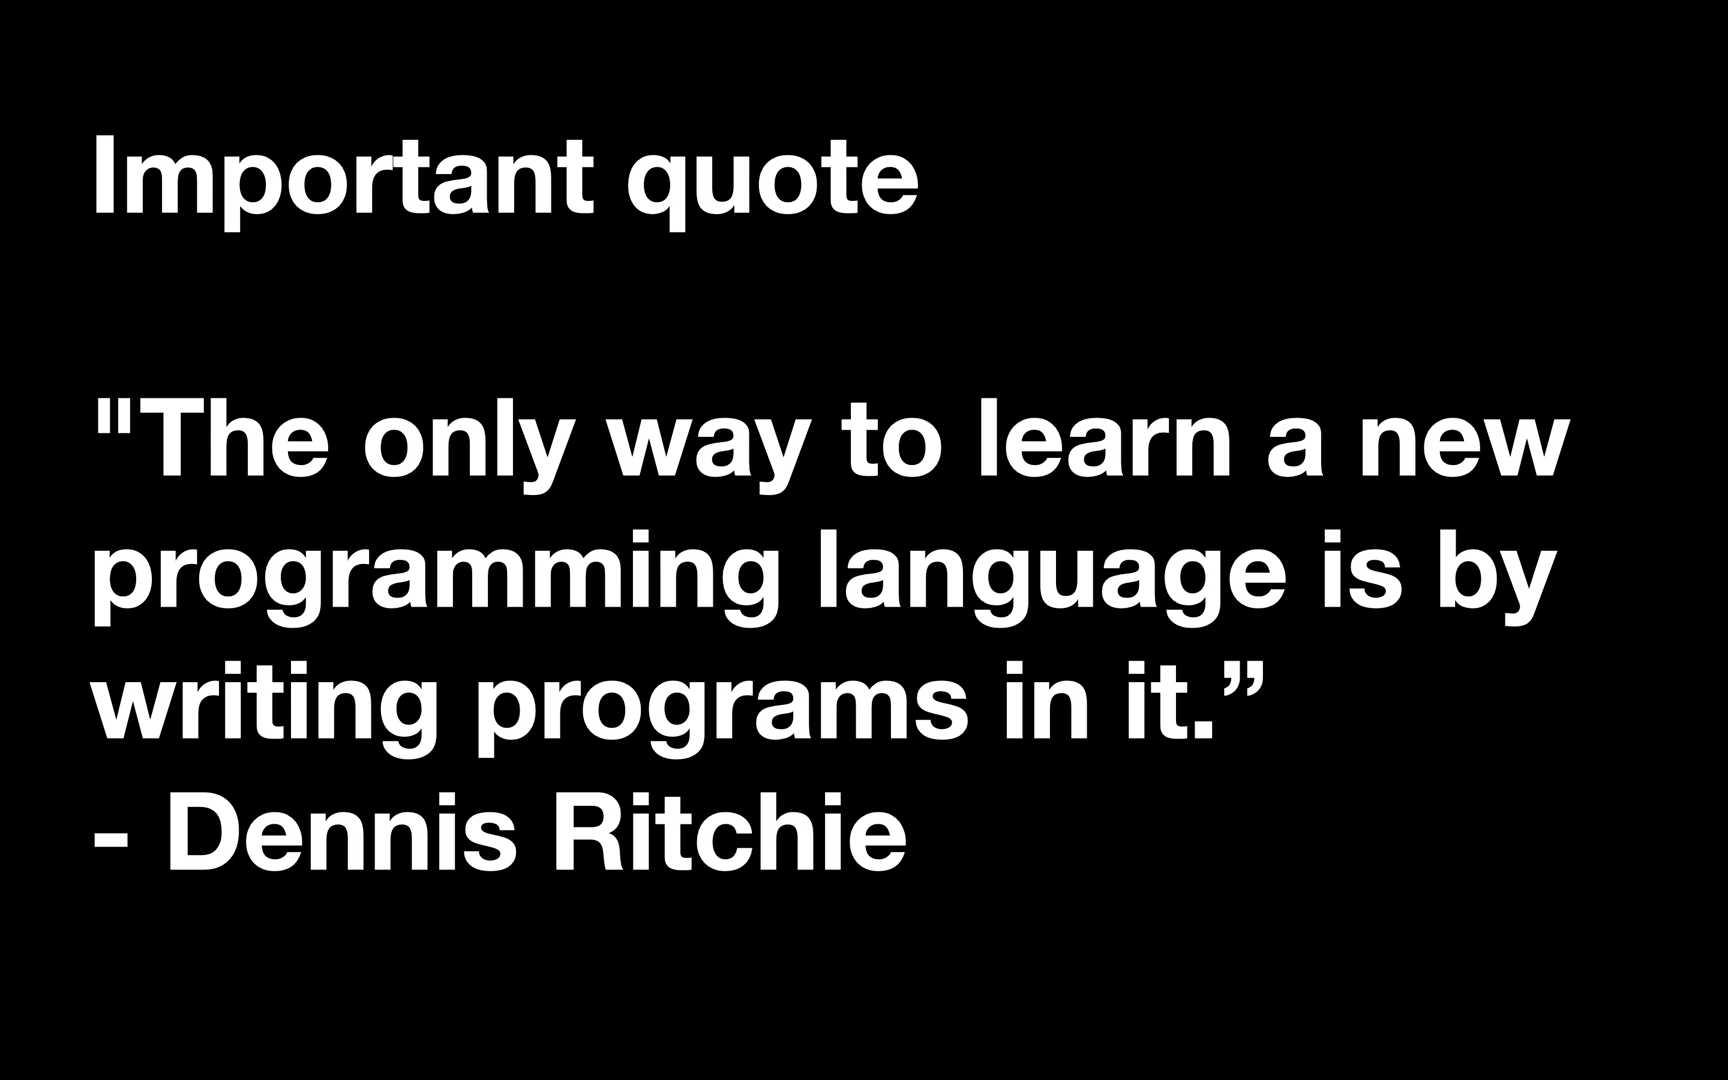 Important quote
"The only way to learn a new
programming language is by
writing programs in it.”
- Dennis Ritchie